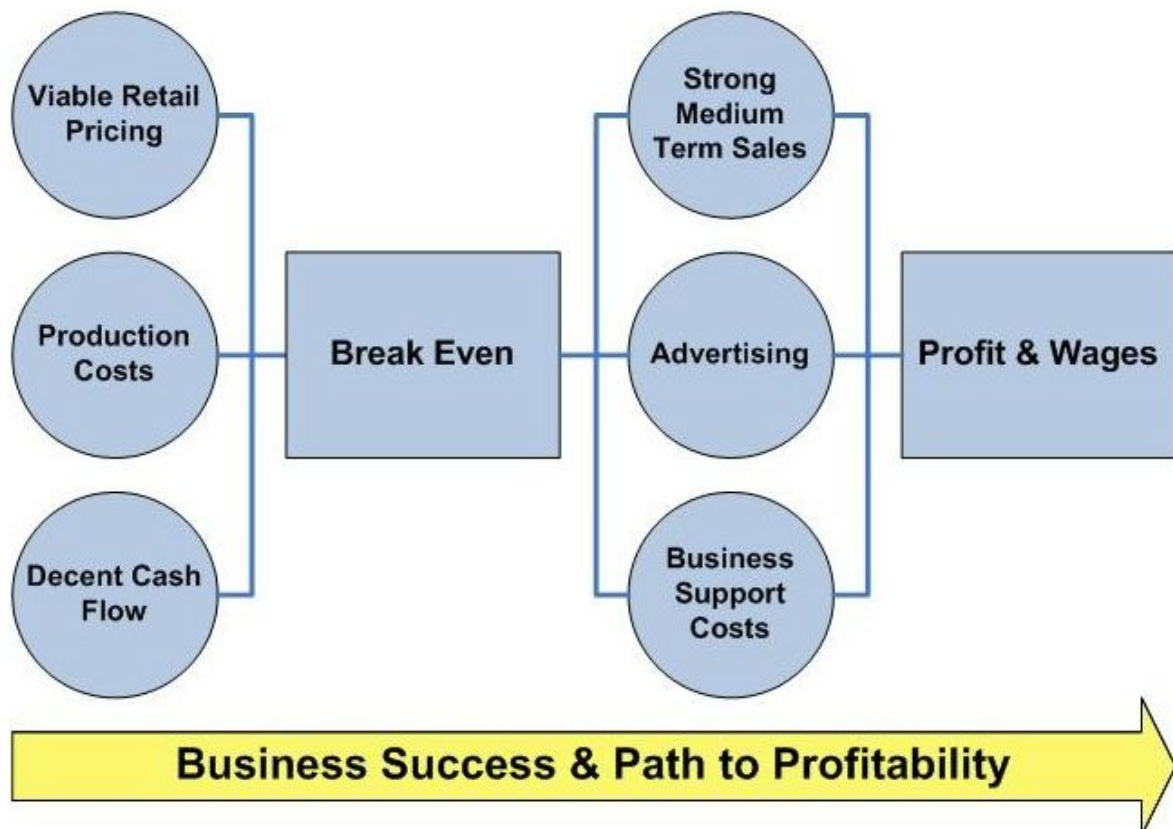 Viable Retail
Pricing
Production
Costs
Decent Cash
Flow
Break Even
Strong
Medium
Term Sales
Advertising
Business
Support
Costs
Profit & Wages
Business Success & Path to Profitability